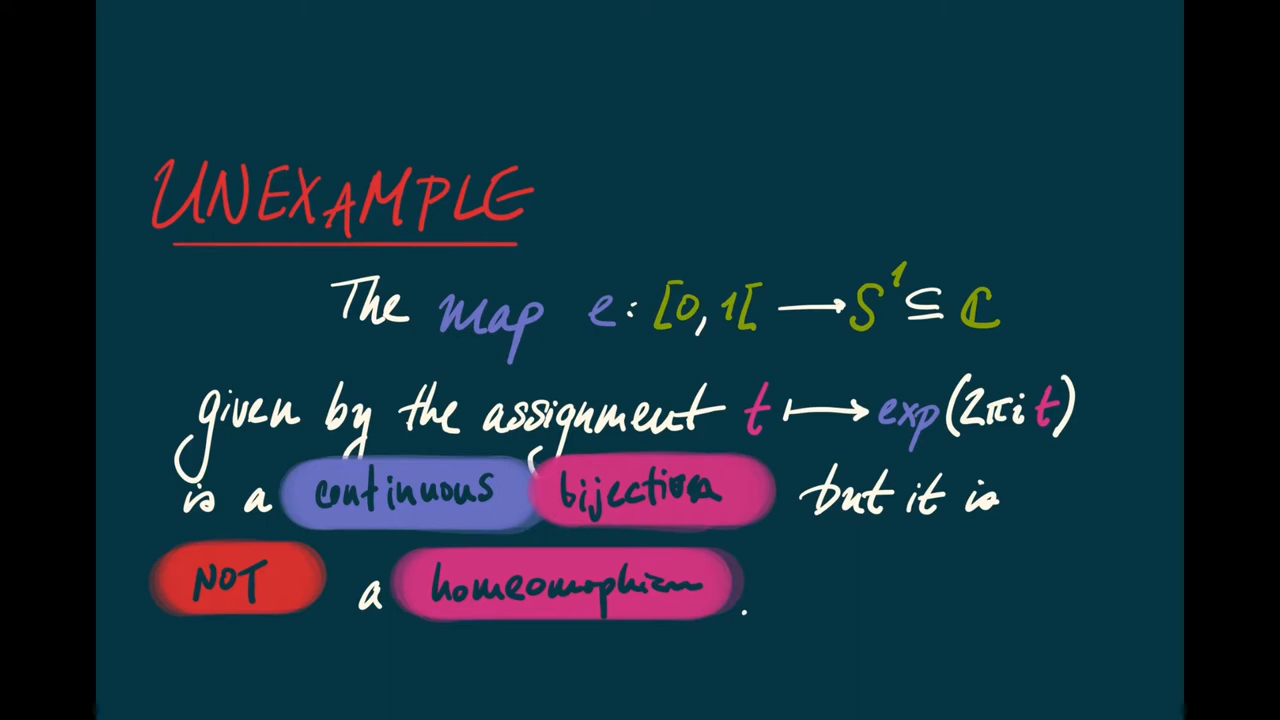 UNEXAMPLE
The map e: [0,1[ ⟶ S¹ ⊆ ℂ
given by the assignment t ⟼ exp(2πit)
is a continuous bijection but it is
NOT a homeomorphism.